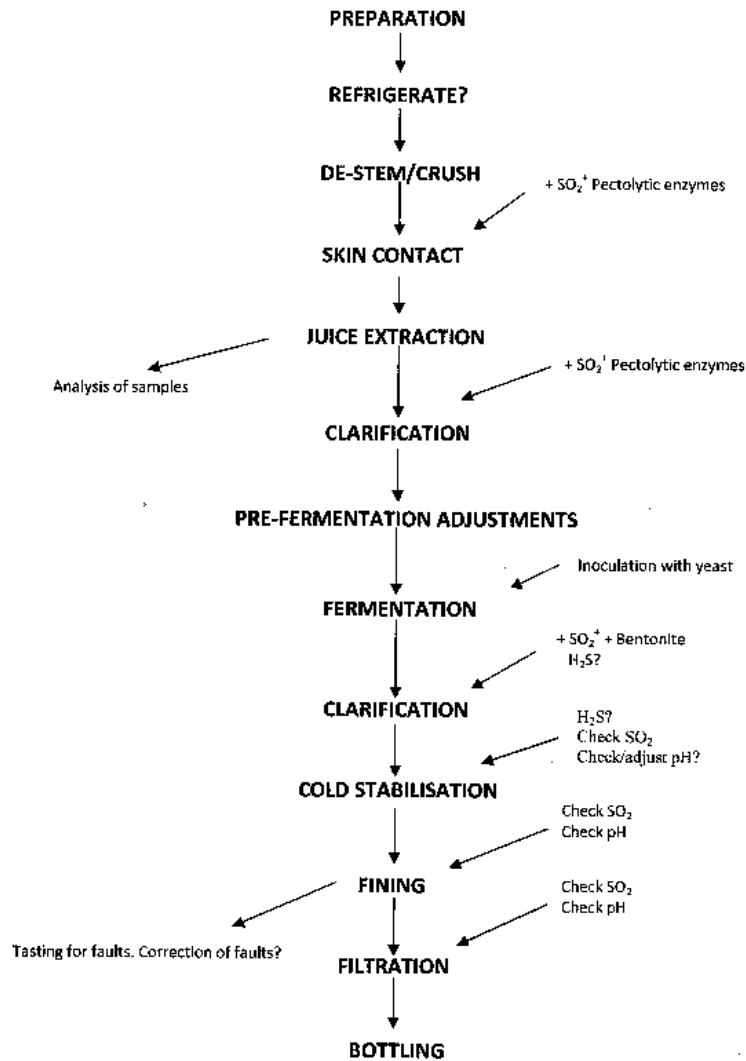 PREPARATION
REFRIGERATE?
DE-STEM/CRUSH
+ SO₂⁺ Pectolytic enzymes
SKIN CONTACT
JUICE EXTRACTION
Analysis of samples
+ SO₂⁺ Pectolytic enzymes
CLARIFICATION
PRE-FERMENTATION ADJUSTMENTS
Inoculation with yeast
FERMENTATION
+ SO₂⁺ + Bentonite
H₂S?
CLARIFICATION
H₂S?
Check SO₂
Check/adjust pH?
COLD STABILISATION
Check SO₂
Check pH
FINING
Check SO₂
Check pH
Tasting for faults. Correction of faults?
FILTRATION
BOTTLING